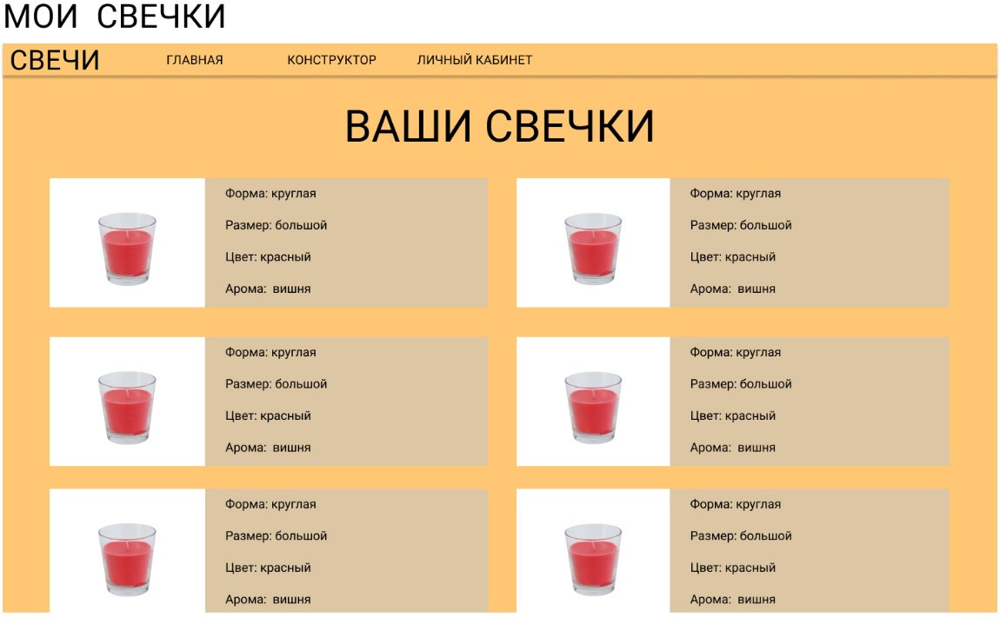 МОИ СВЕЧКИ
СВЕЧИ ГЛАВНАЯ КОНСТРУКТОР ЛИЧНЫЙ КАБИНЕТ
ВАШИ СВЕЧКИ
Форма: круглая
Размер: большой
Цвет: красный
Арома: вишня
Форма: круглая
Размер: большой
Цвет: красный
Арома: вишня
Форма: круглая
Размер: большой
Цвет: красный
Арома: вишня
Форма: круглая
Размер: большой
Цвет: красный
Арома: вишня
Форма: круглая
Размер: большой
Цвет: красный
Арома: вишня
Форма: круглая
Размер: большой
Цвет: красный
Арома: вишня